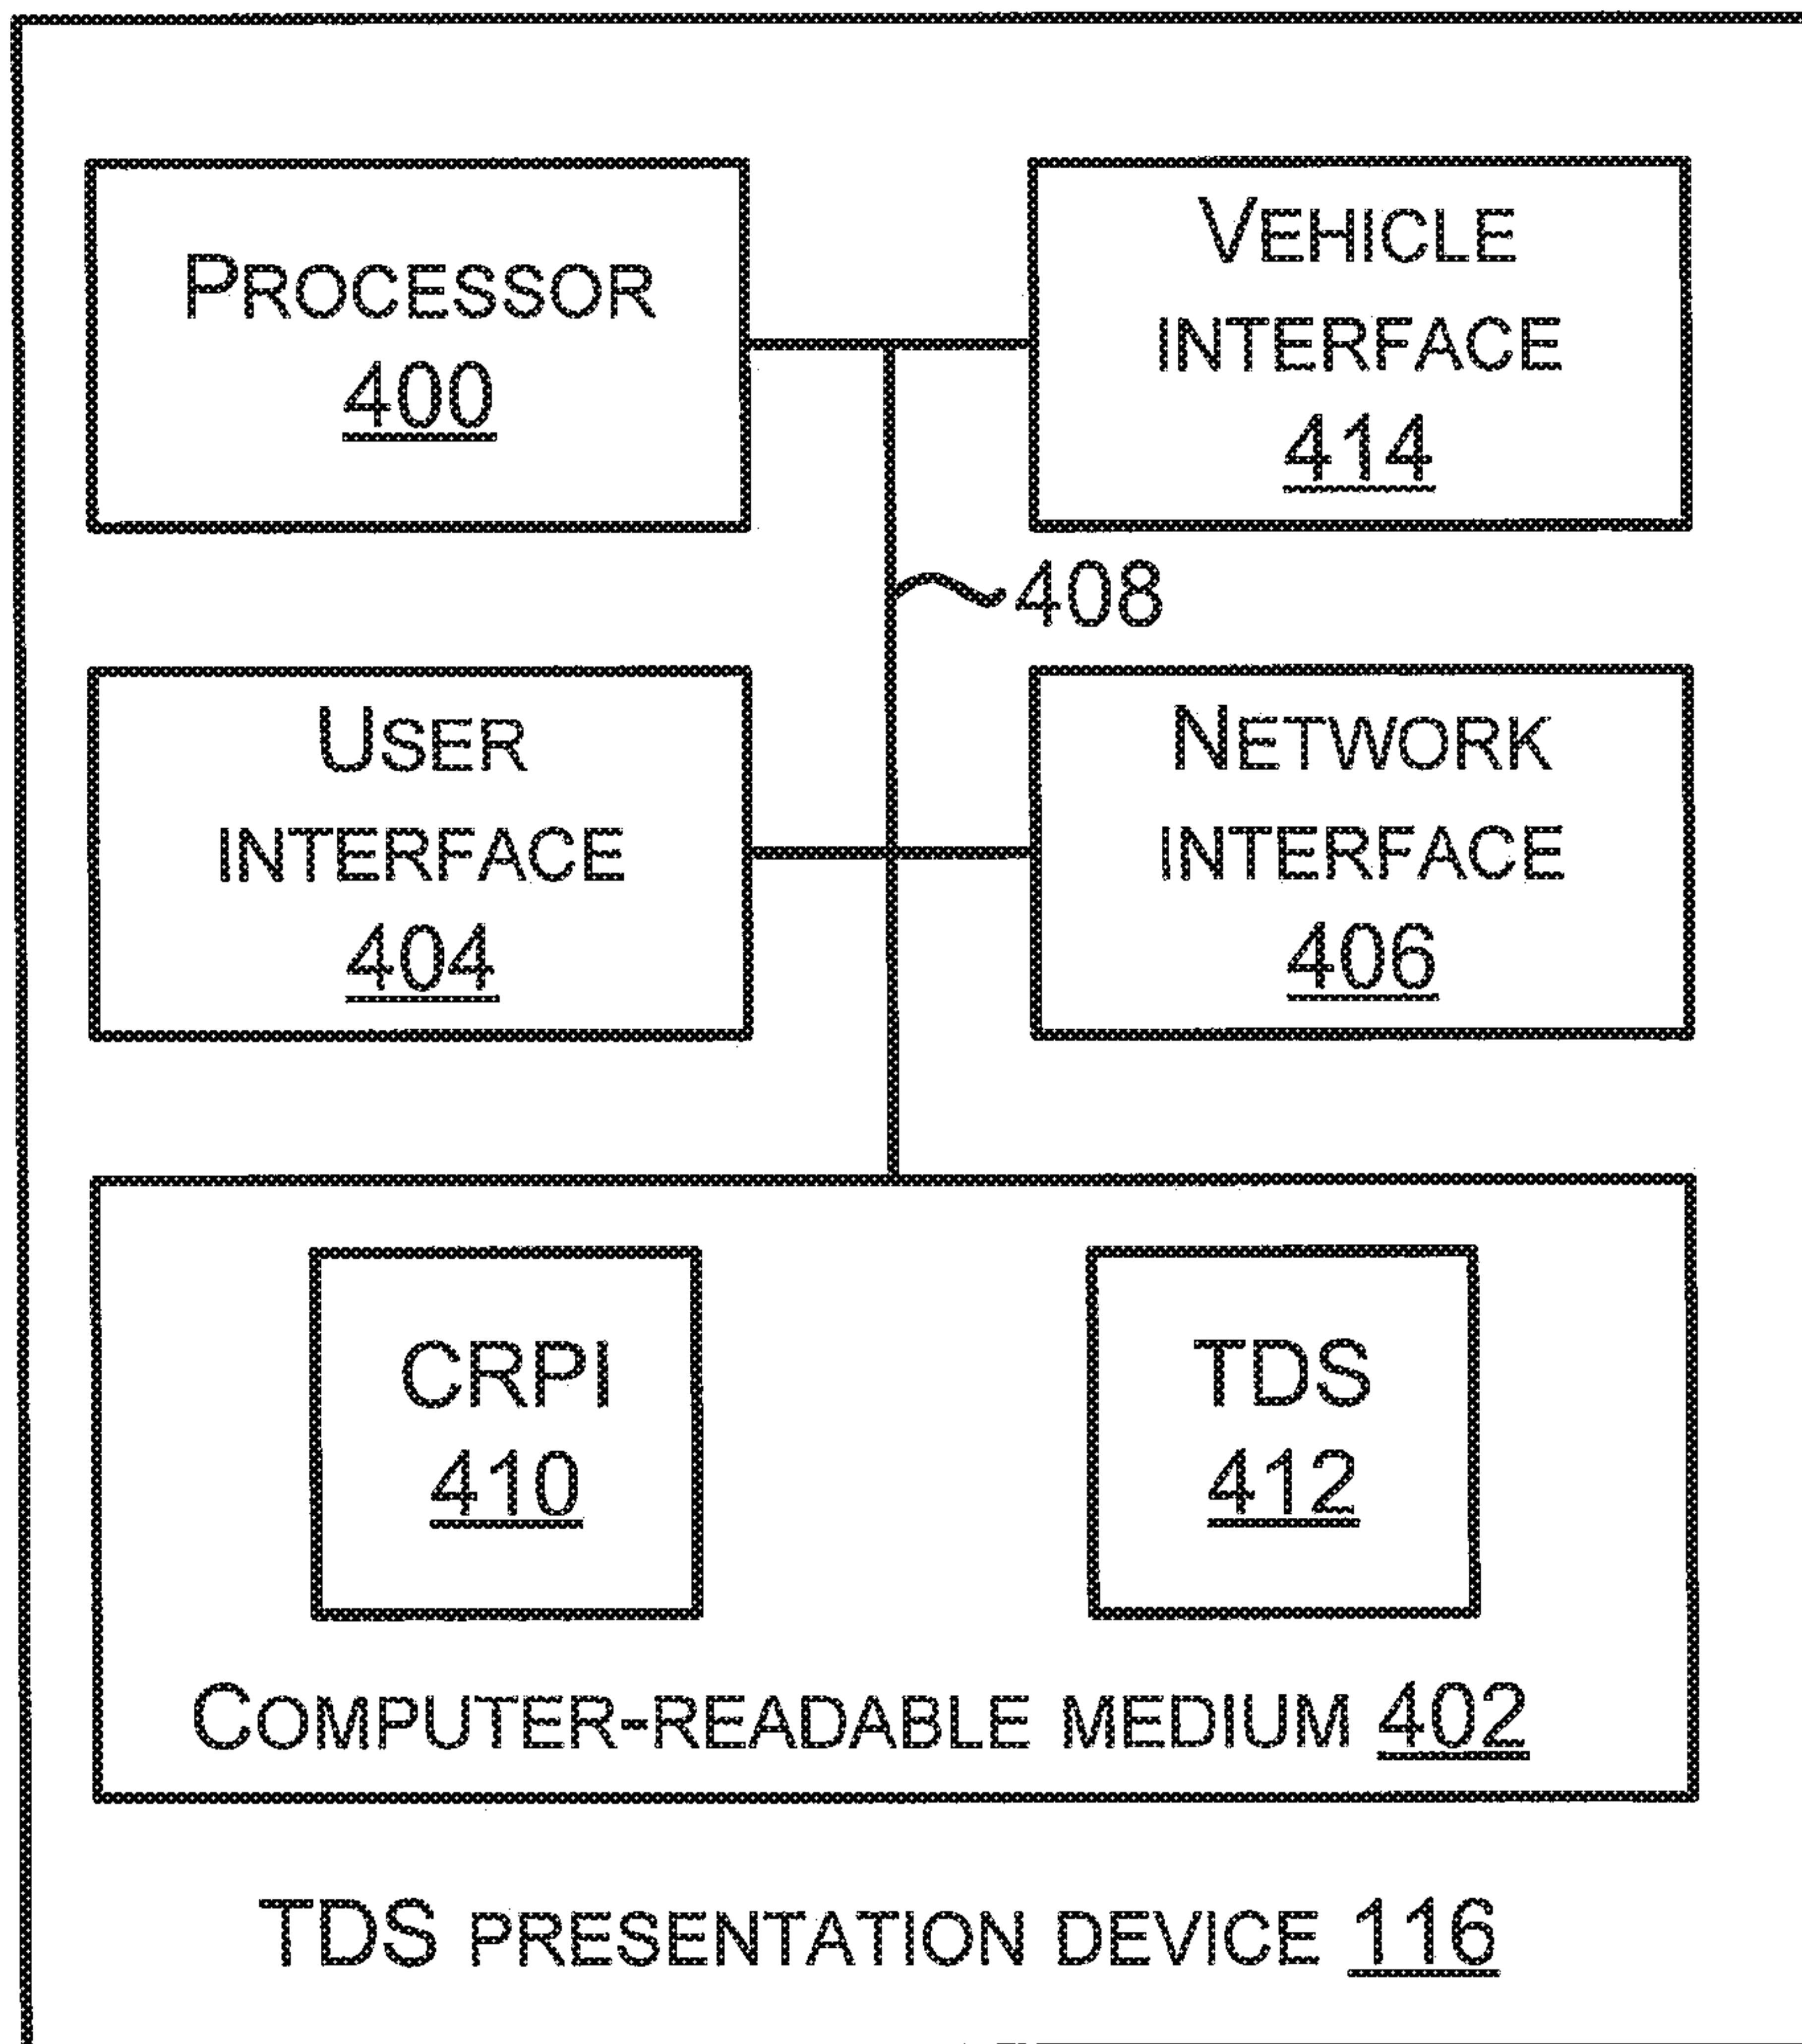 PROCESSOR
400
VEHICLE
INTERFACE
414
408
USER
INTERFACE
404
NETWORK
INTERFACE
406
CRPI
410
TDS
412
COMPUTER-READABLE MEDIUM 402
TDS PRESENTATION DEVICE 116